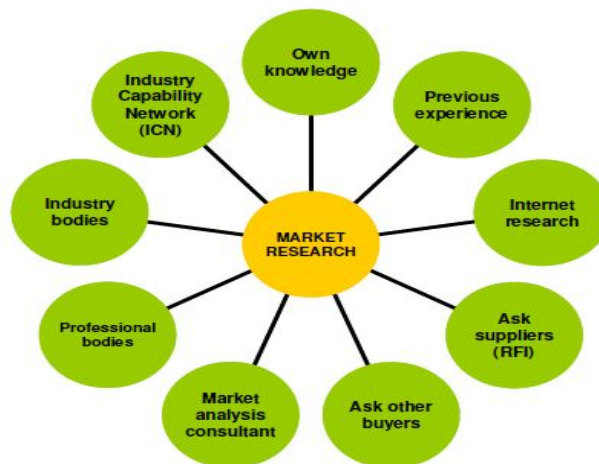 Own
knowledge
Previous
experience
Internet
research
Ask
suppliers
(RFI)
Ask other
buyers
Market
analysis
consultant
Professional
bodies
Industry
bodies
Industry
Capability
Network
(ICN)
MARKET
RESEARCH